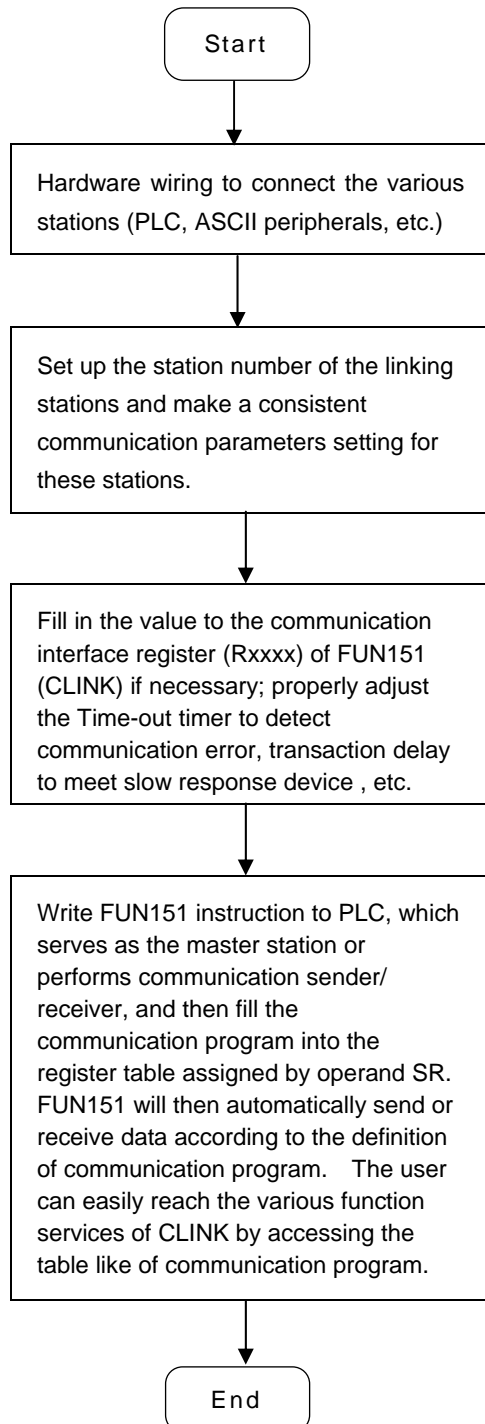 Start
Hardware wiring to connect the various
stations (PLC, ASCII peripherals, etc.)
Set up the station number of the linking
stations and make a consistent
communication parameters setting for
these stations.
Fill in the value to the communication
interface register (Rxxxx) of FUN151
(CLINK) if necessary; properly adjust
the Time-out timer to detect
communication error, transaction delay
to meet slow response device , etc.
Write FUN151 instruction to PLC, which
serves as the master station or
performs communication sender/
receiver, and then fill the
communication program into the
register table assigned by operand SR.
FUN151 will then automatically send or
receive data according to the definition
of communication program. The user
can easily reach the various function
services of CLINK by accessing the
table like of communication program.
End